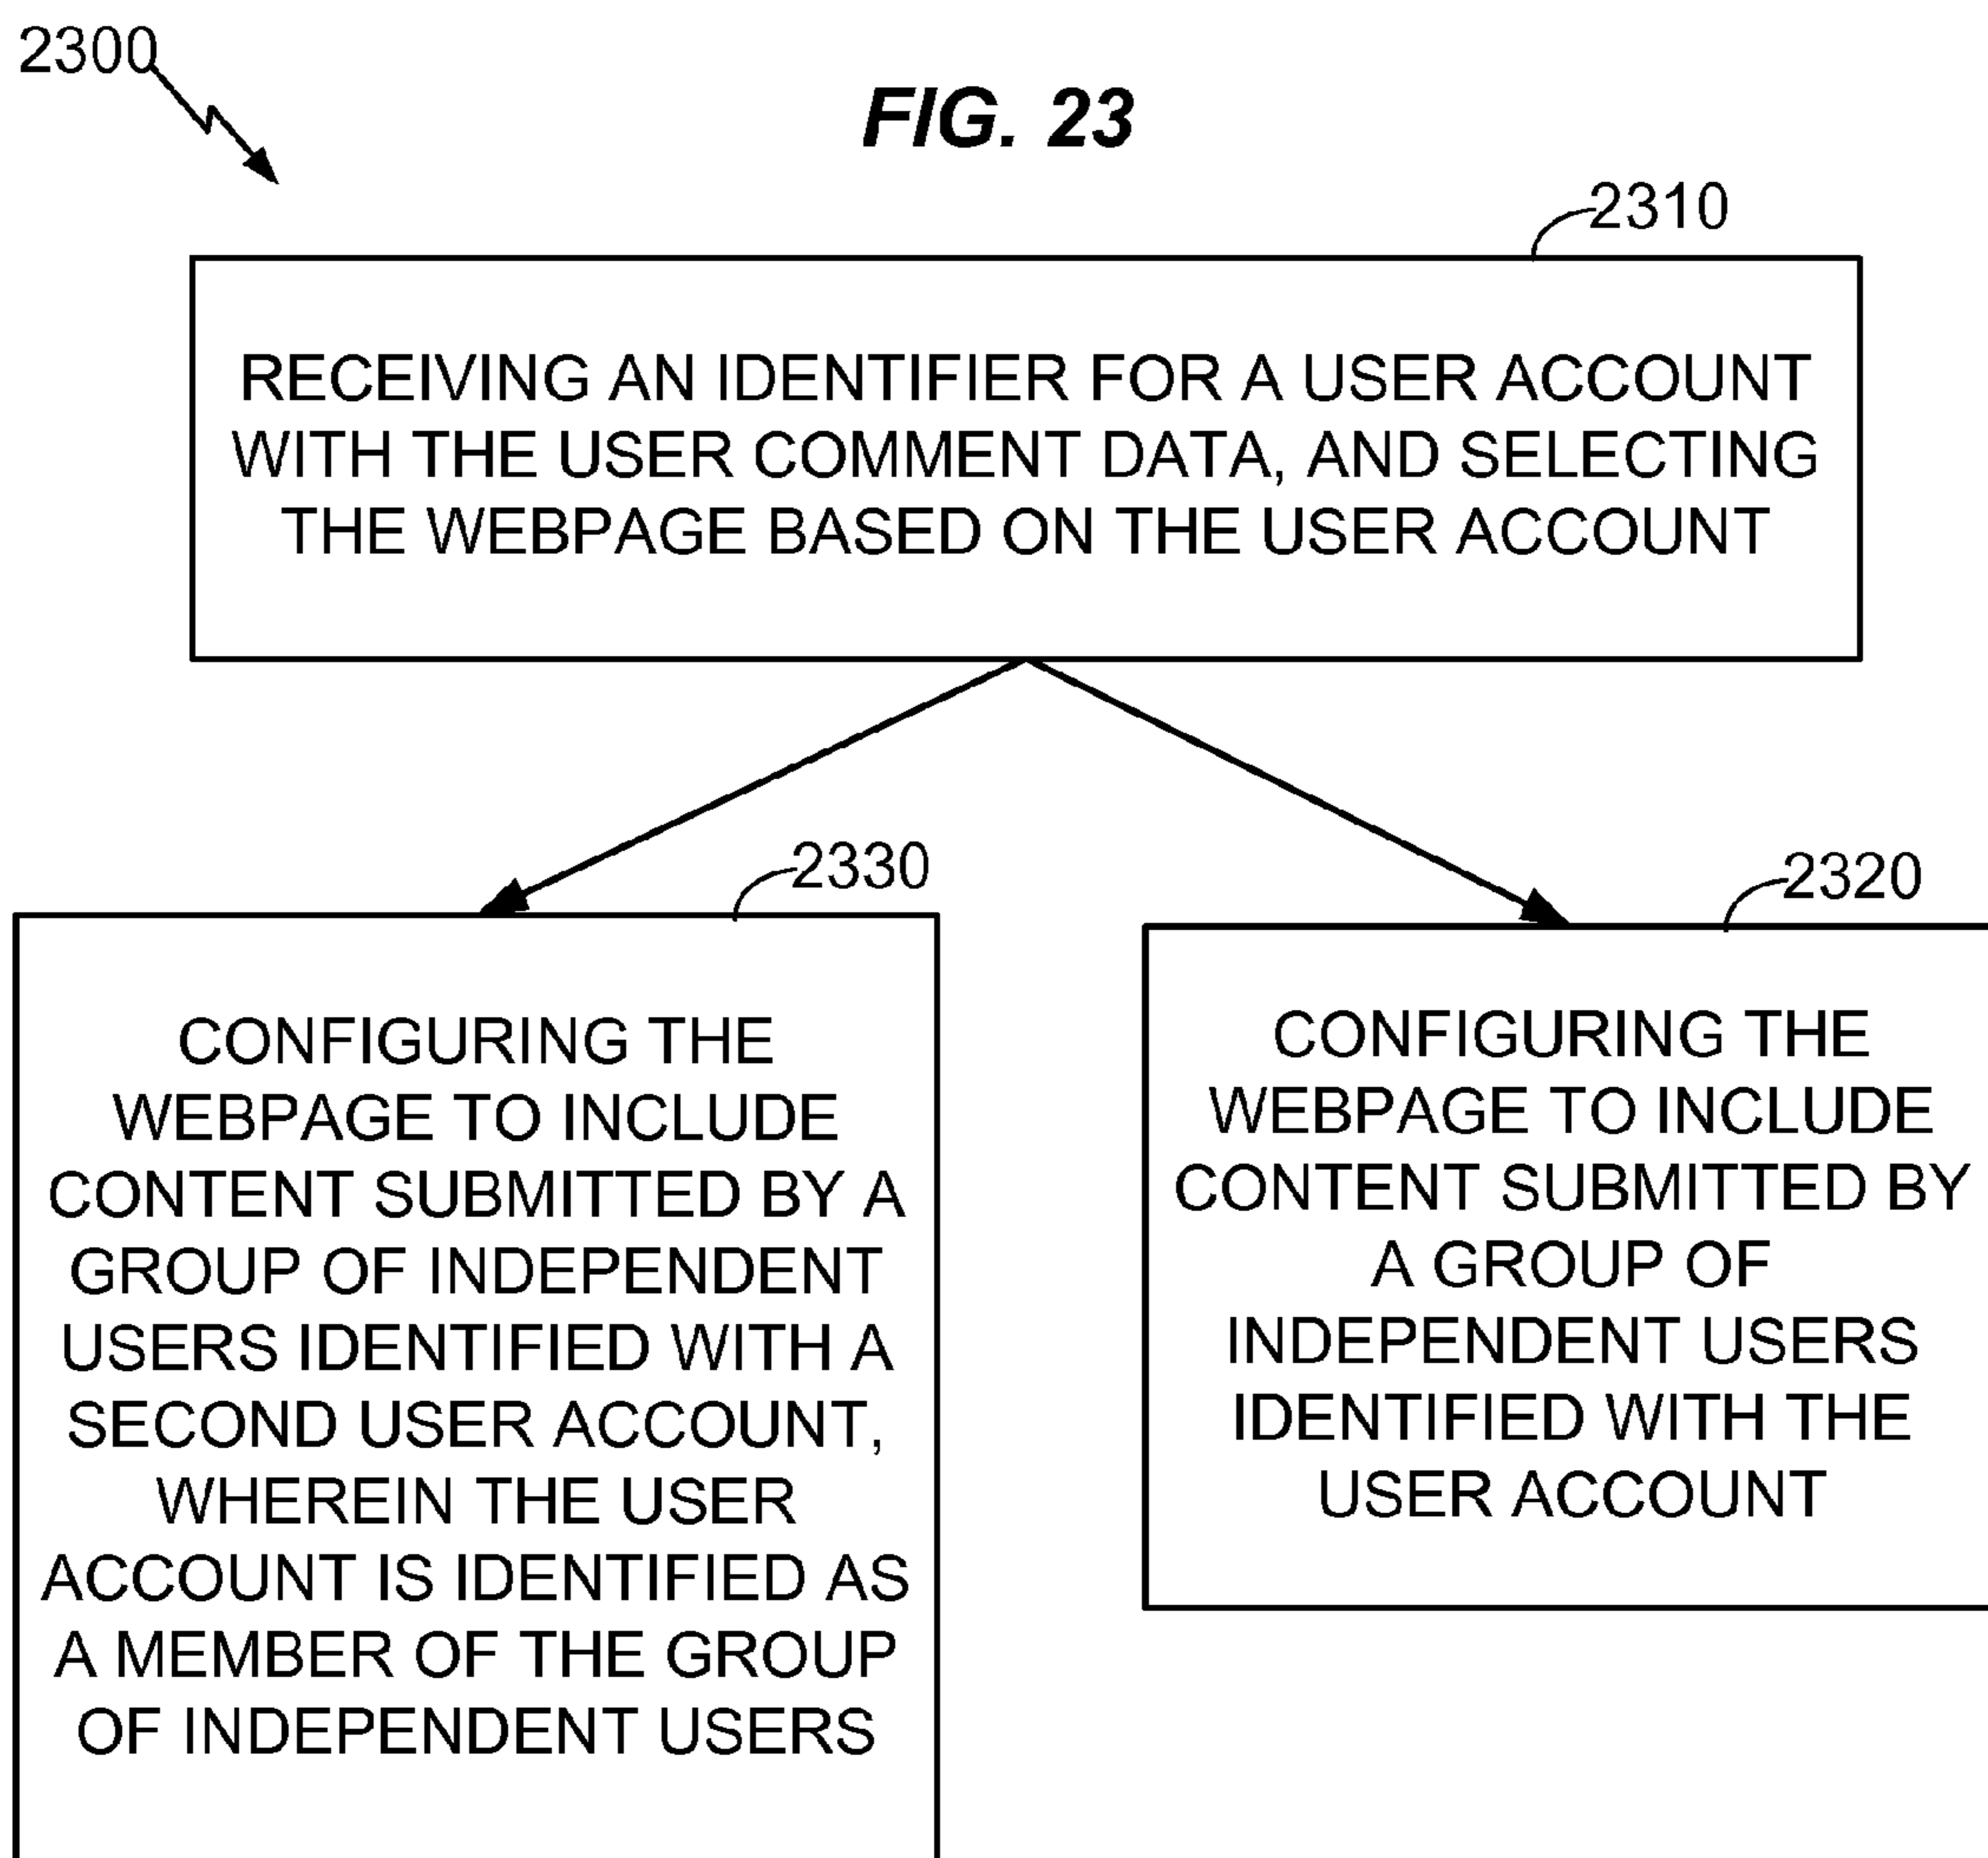 2300
FIG. 23
2310
RECEIVING AN IDENTIFIER FOR A USER ACCOUNT
WITH THE USER COMMENT DATA, AND SELECTING
THE WEBPAGE BASED ON THE USER ACCOUNT
2330
CONFIGURING THE
WEBPAGE TO INCLUDE
CONTENT SUBMITTED BY A
GROUP OF INDEPENDENT
USERS IDENTIFIED WITH A
SECOND USER ACCOUNT,
WHEREIN THE USER
ACCOUNT IS IDENTIFIED AS
A MEMBER OF THE GROUP
OF INDEPENDENT USERS
2320
CONFIGURING THE
WEBPAGE TO INCLUDE
CONTENT SUBMITTED BY
A GROUP OF
INDEPENDENT USERS
IDENTIFIED WITH THE
USER ACCOUNT